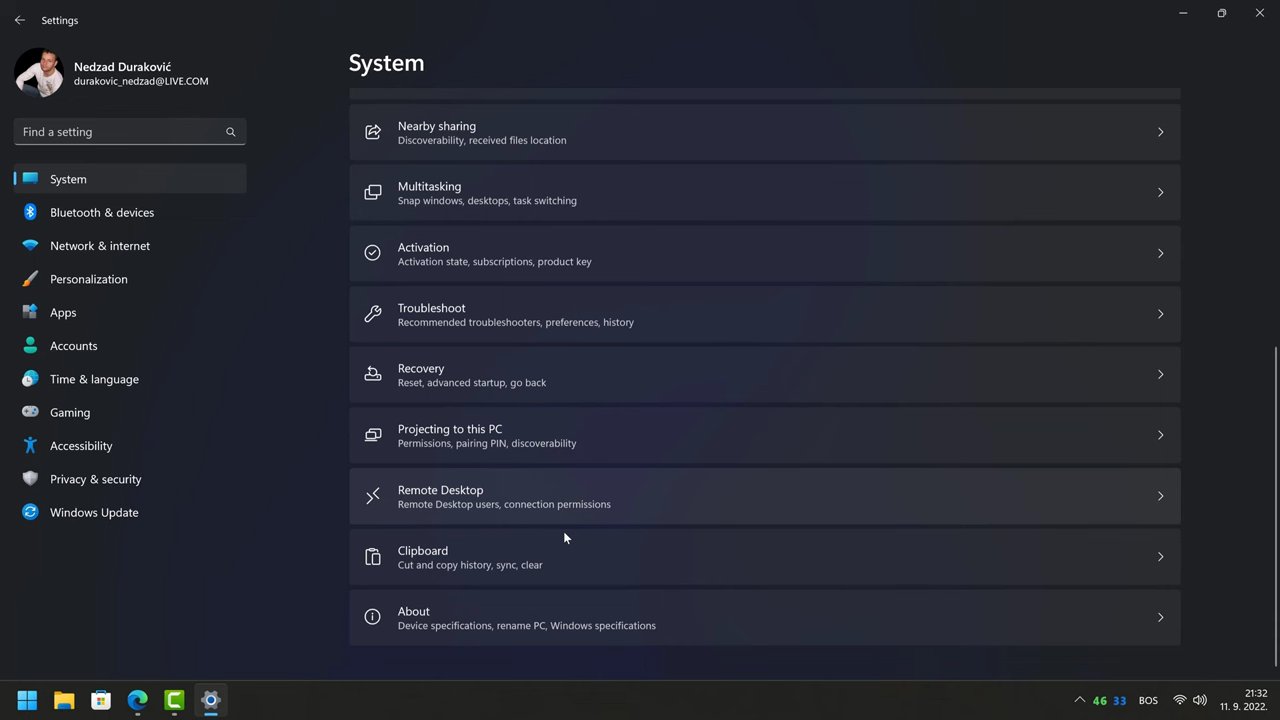 Settings
Nedzad Duraković
durakovic_nedzad@LIVE.COM
Find a setting
System
Bluetooth & devices
Network & internet
Personalization
Apps
Accounts
Time & language
Gaming
Accessibility
Privacy & security
Windows Update
System
Nearby sharing
Discoverability, received files location
Multitasking
Snap windows, desktops, task switching
Activation
Activation state, subscriptions, product key
Troubleshoot
Recommended troubleshooters, preferences, history
Recovery
Reset, advanced startup, go back
Projecting to this PC
Permissions, pairing PIN, discoverability
Remote Desktop
Remote Desktop users, connection permissions
Clipboard
Cut and copy history, sync, clear
About
Device specifications, rename PC, Windows specifications
46 33 BOS
21:32
11. 9. 2022.